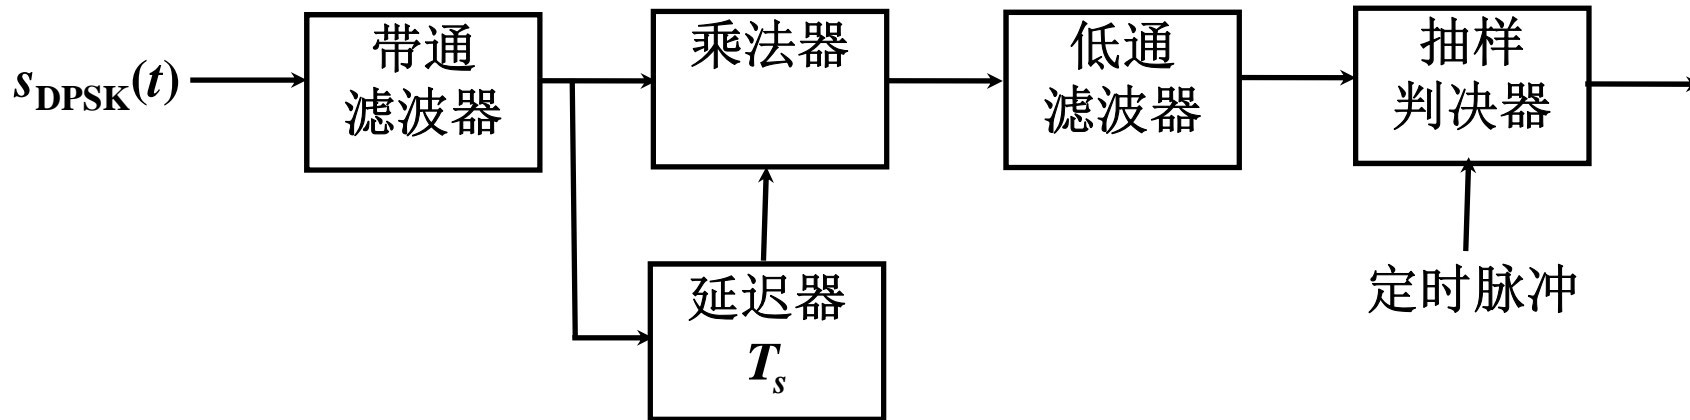 s_DPSK(t)
带通
滤波器
乘法器
低通
滤波器
抽样
判决器
延迟器
T_s
定时脉冲